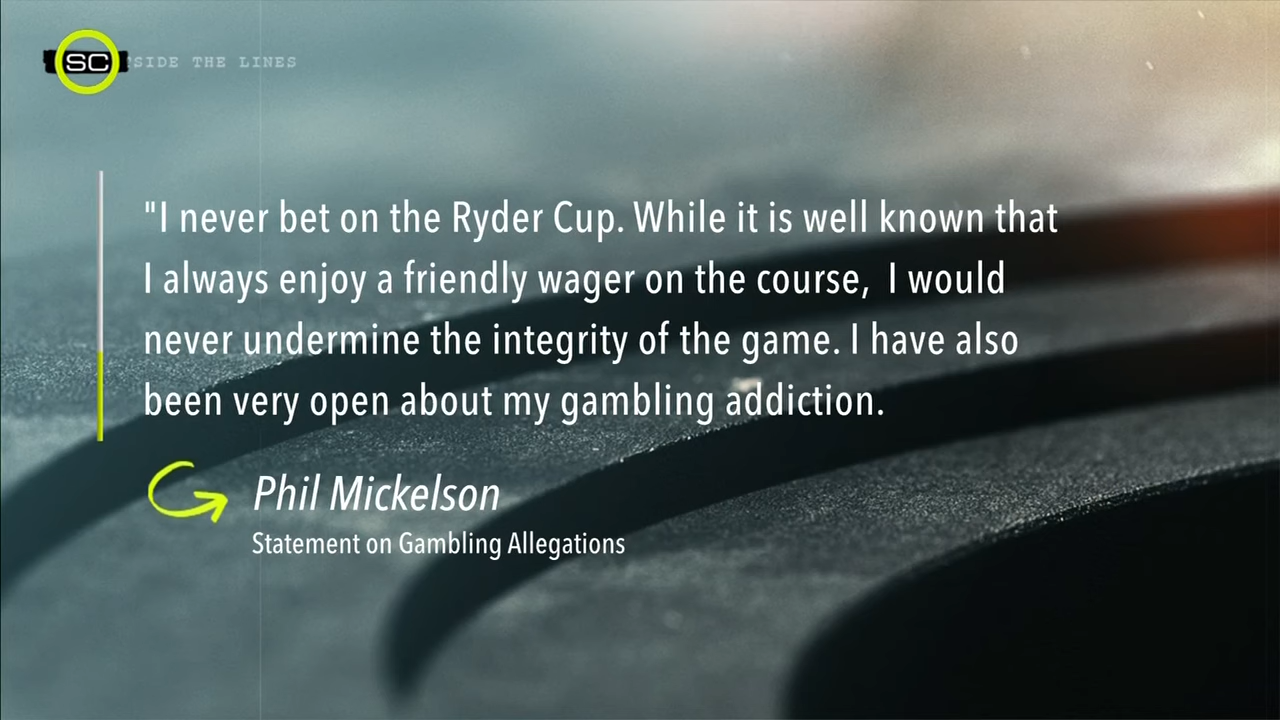 SC SIDE THE LINES
"I never bet on the Ryder Cup. While it is well known that
I always enjoy a friendly wager on the course, I would
never undermine the integrity of the game. I have also
been very open about my gambling addiction.
Phil Mickelson
Statement on Gambling Allegations